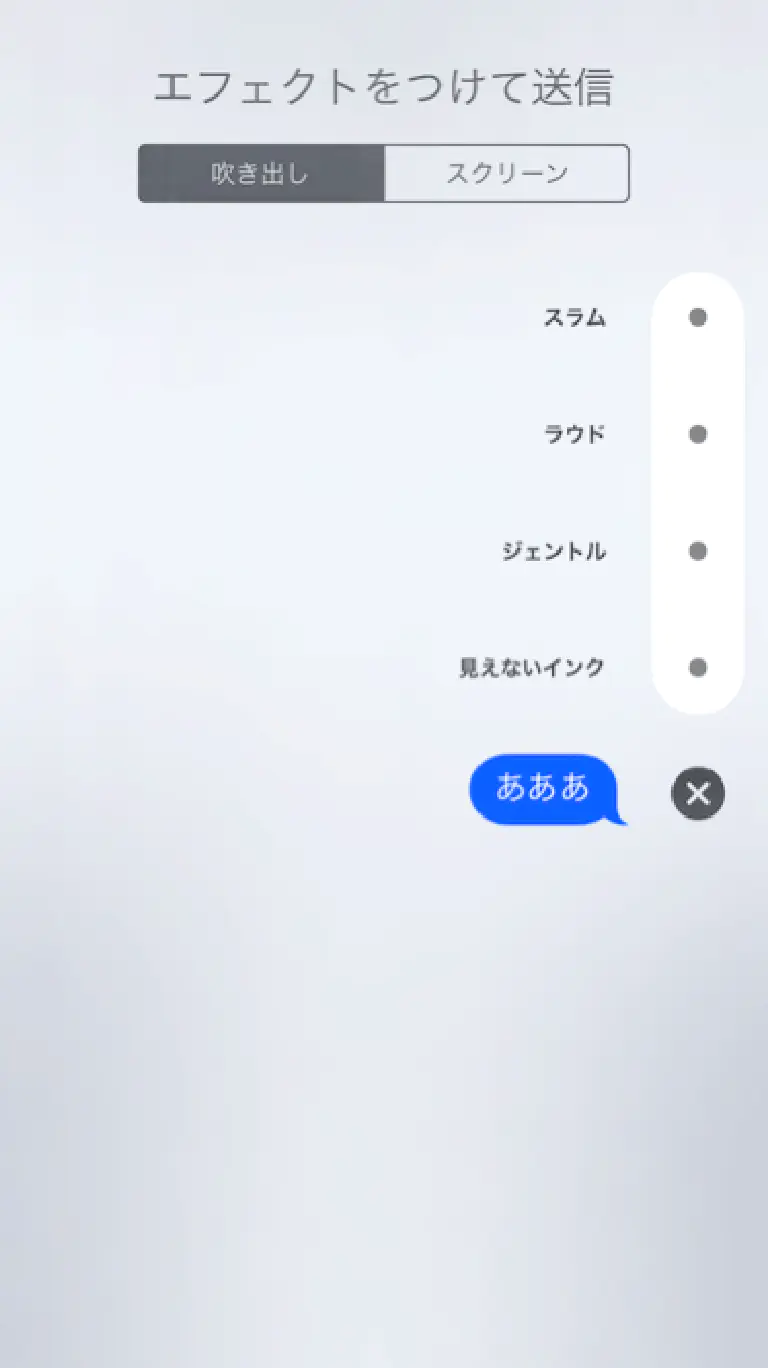 エフェクトをつけて送信
吹き出し スクリーン
スラム
ラウド
ジェントル
見えないインク
あああ